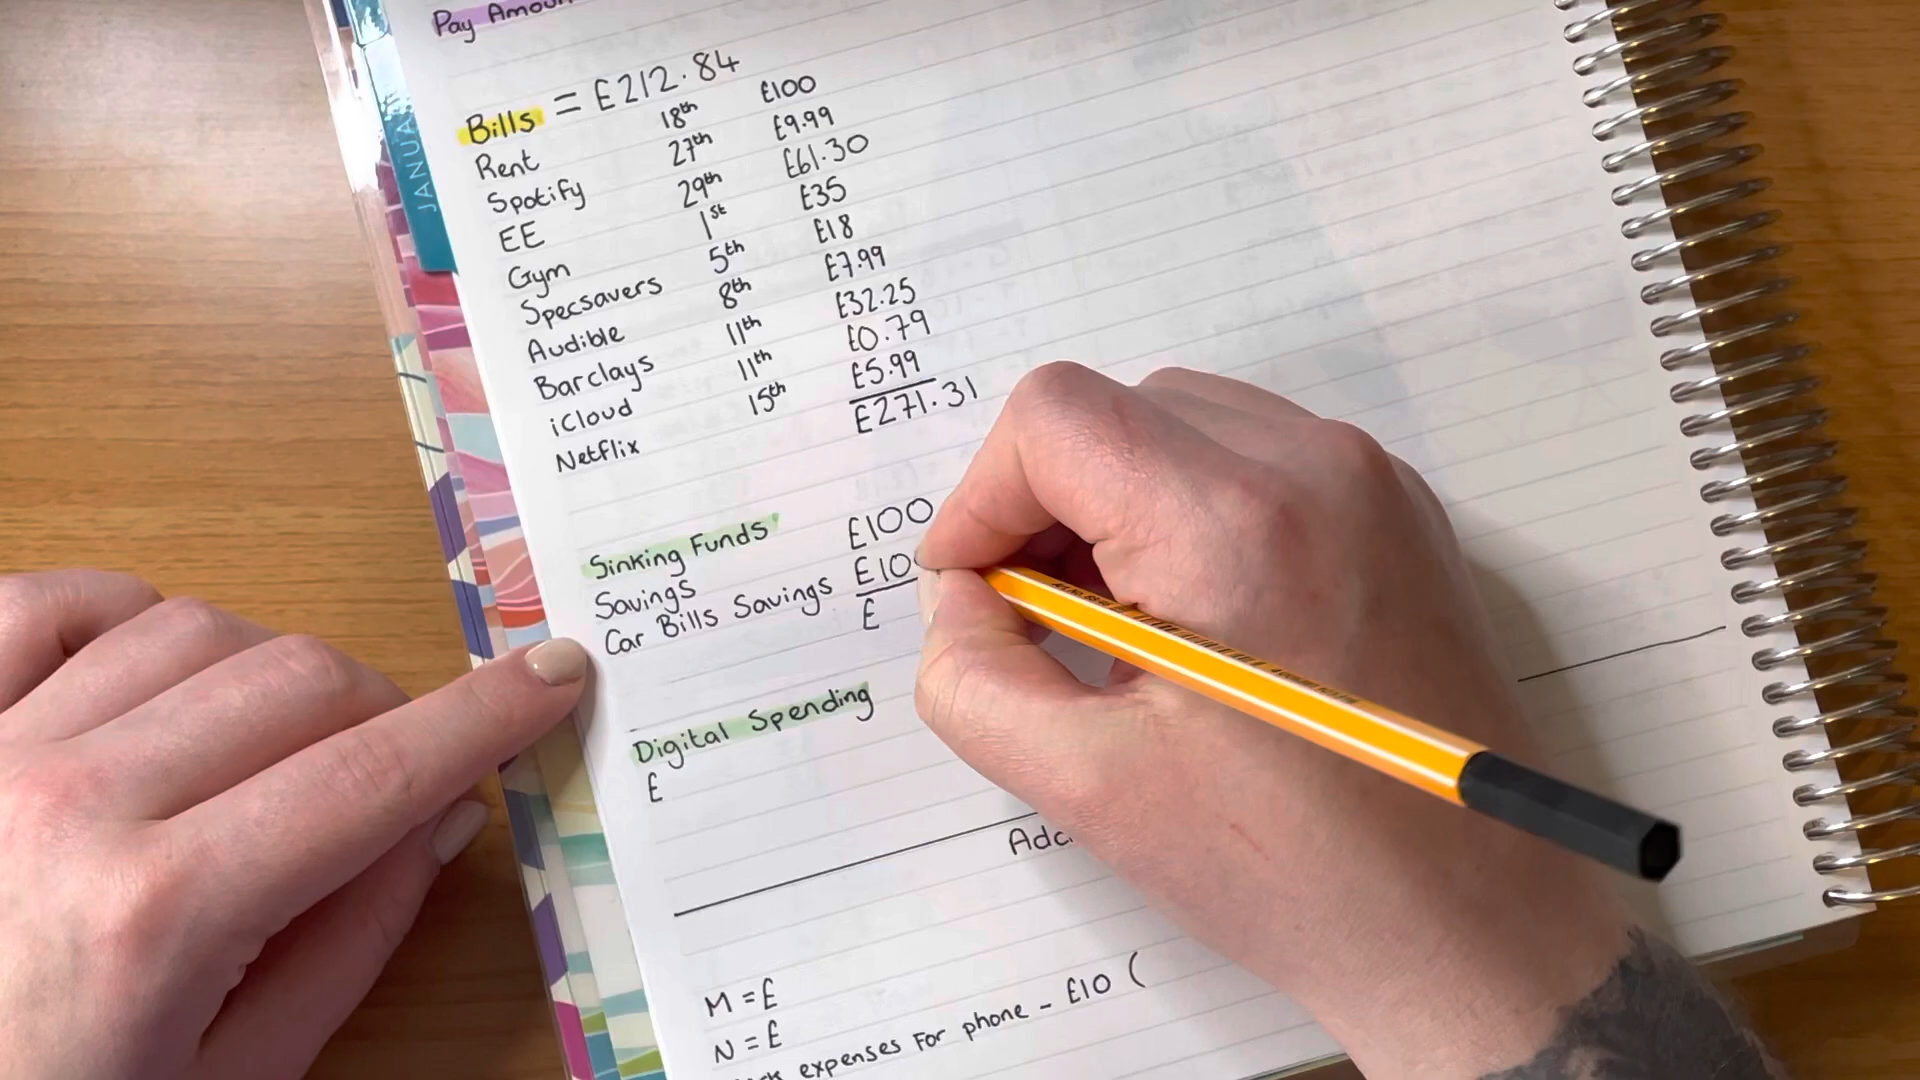 Pay
Bills = £212.84
Rent 18th £100
Spotify 27th £9.99
EE 29th £61.30
Gym 1st £35
Specsavers 5th £18
Audible 8th £7.99
Barclays 11th £32.25
iCloud 11th £0.79
Netflix 15th £5.99
£271.31
Sinking Funds
Savings £100
Car Bills Savings £10
£
Digital Spending
£
M = £
N = £
expenses for phone - £10 (
JANUA